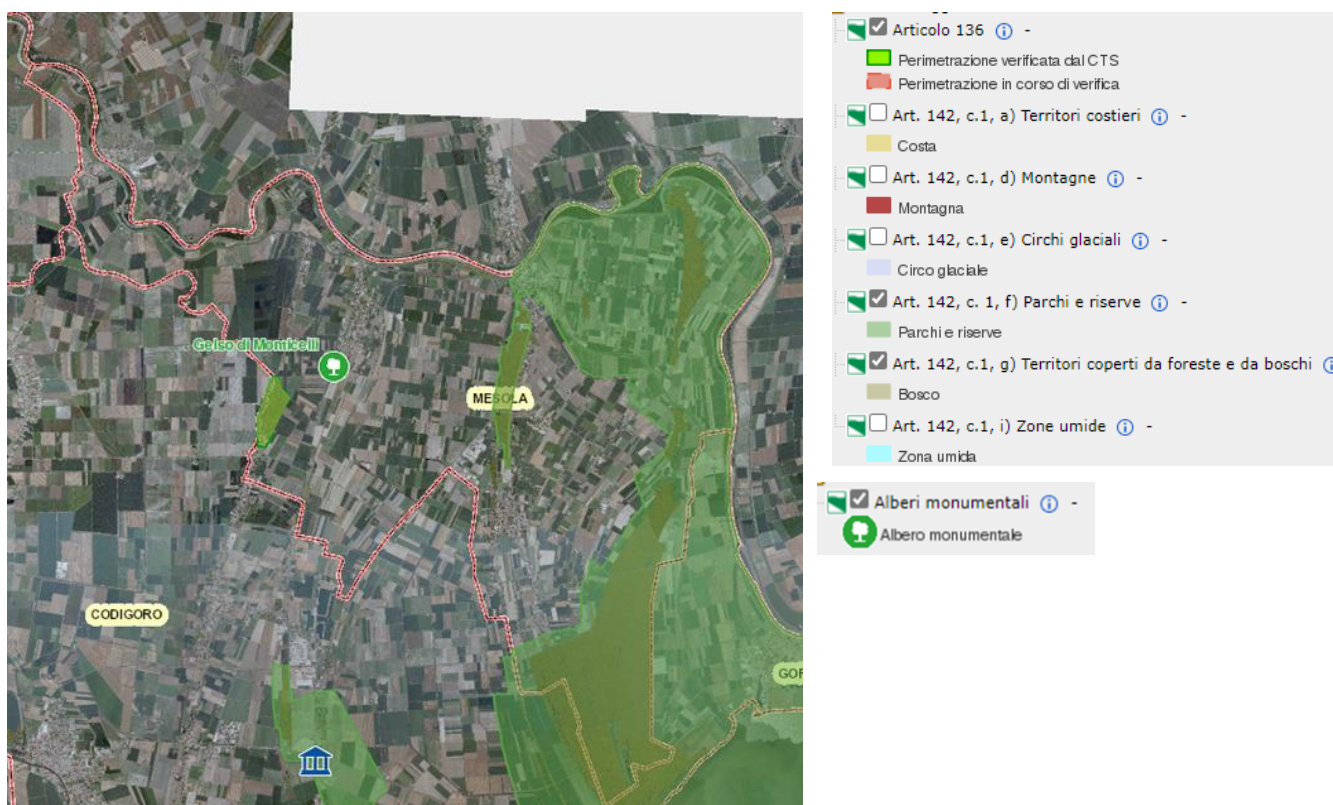 Gelso di Monticelli
MESOLA
CODIGORO
GOR
Articolo 136 -
Perimetrazione verificata dal CTS
Perimetrazione in corso di verifica
Art. 142, c.1, a) Territori costieri -
Costa
Art. 142, c.1, d) Montagne -
Montagna
Art. 142, c.1, e) Circhi glaciali -
Circo glaciale
Art. 142, c. 1, f) Parchi e riserve -
Parchi e riserve
Art. 142, c.1, g) Territori coperti da foreste e da boschi
Bosco
Art. 142, c.1, i) Zone umide -
Zona umida
Alberi monumentali -
Albero monumentale